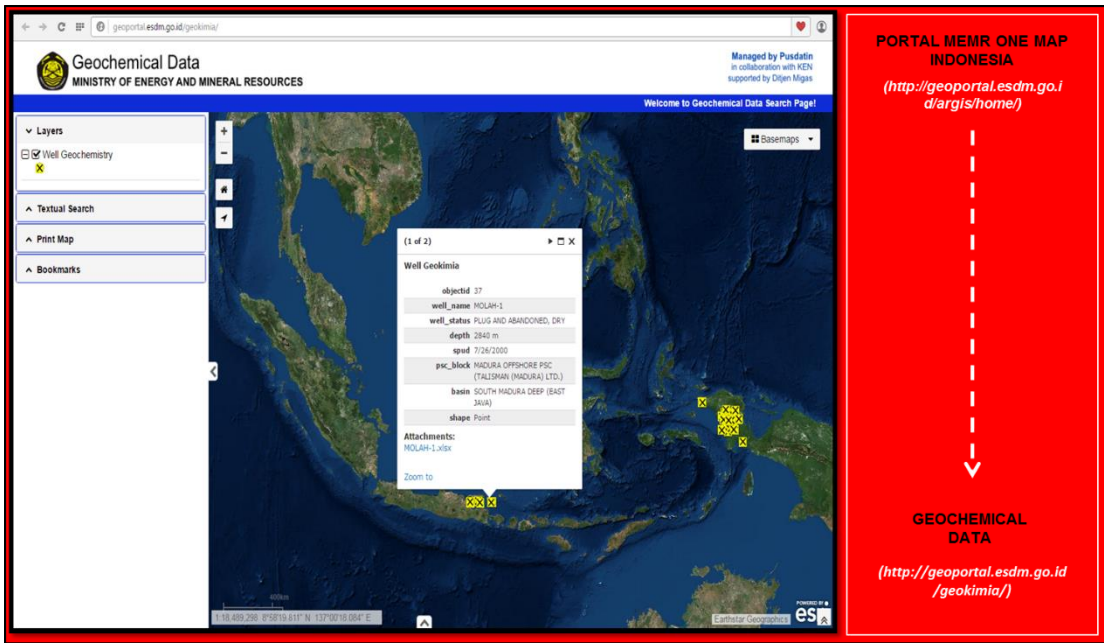 geoportal.esdm.go.id/geokimia/
Geochemical Data
MINISTRY OF ENERGY AND MINERAL RESOURCES
Managed by Pusdatin
in collaboration with KEN
supported by Ditjen Migas
Welcome to Geochemical Data Search Page!
Layers
Well Geochemistry
Textual Search
Print Map
Bookmarks
+
−
Basemaps
(1 of 2)
Well Geokimia
objectid 37
well_name MOLAH-1
well_status PLUG AND ABANDONED, DRY
depth 2840 m
spud 7/26/2000
psc_block MADURA OFFSHORE PSC
(TALISMAN (MADURA) LTD.)
basin SOUTH MADURA DEEP (EAST
JAVA)
shape Point
Attachments:
MOLAH-1.xlsx
Zoom to
400km
1:18,489,298 8°58'19.811" N 137°00'16.084" E
Earthstar Geographics
POWERED BY
esri
PORTAL MEMR ONE MAP
INDONESIA
(http://geoportal.esdm.go.i
d/argis/home/)
GEOCHEMICAL
DATA
(http://geoportal.esdm.go.id
/geokimia/)